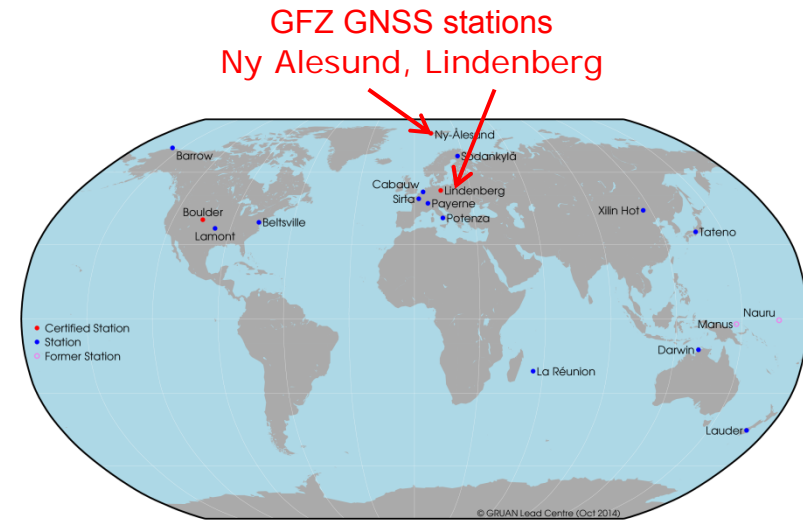 GFZ GNSS stations
Ny Alesund, Lindenberg
Ny-Ålesund
Barrow
Sodankylä
Cabauw
Lindenberg
Sirta
Payerne
Boulder
Xilin Hot
Beltsville
Potenza
Lamont
Tateno
Nauru
Manus
Certified Station
Station
Former Station
Darwin
La Réunion
Lauder
© GRUAN Lead Centre (Oct 2014)